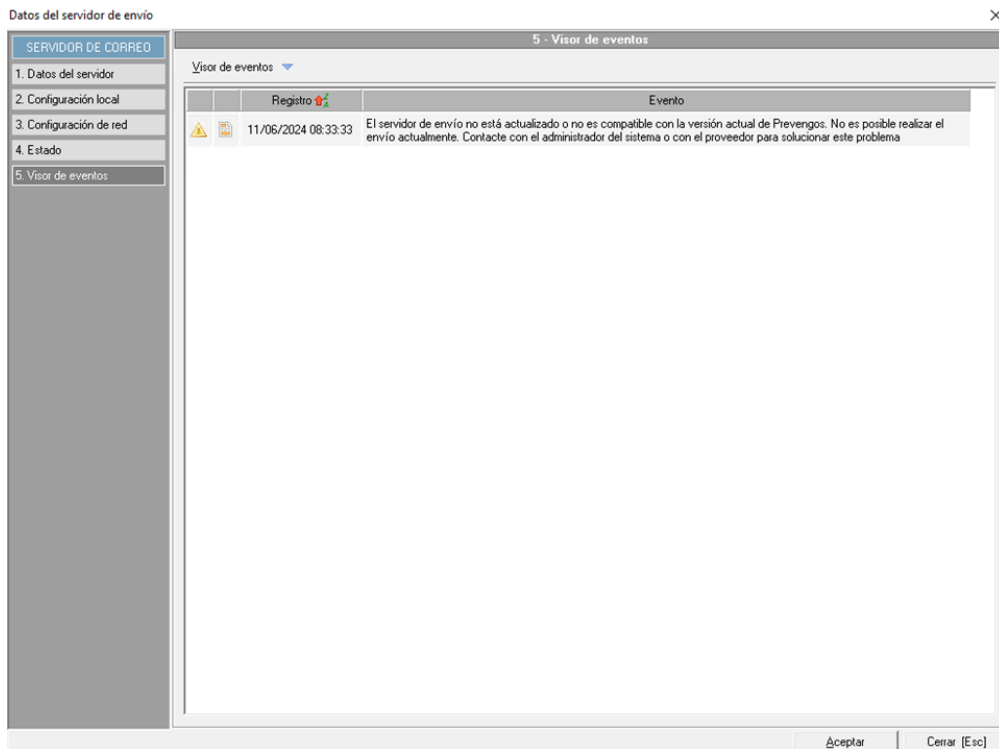 Datos del servidor de envío
SERVIDOR DE CORREO
1. Datos del servidor
2. Configuración local
3. Configuración de red
4. Estado
5. Visor de eventos
5 - Visor de eventos
Visor de eventos
Registro Evento
11/06/2024 08:33:33 El servidor de envío no está actualizado o no es compatible con la versión actual de Prevengos. No es posible realizar el
envío actualmente. Contacte con el administrador del sistema o con el proveedor para solucionar este problema
Aceptar Cerrar [Esc]